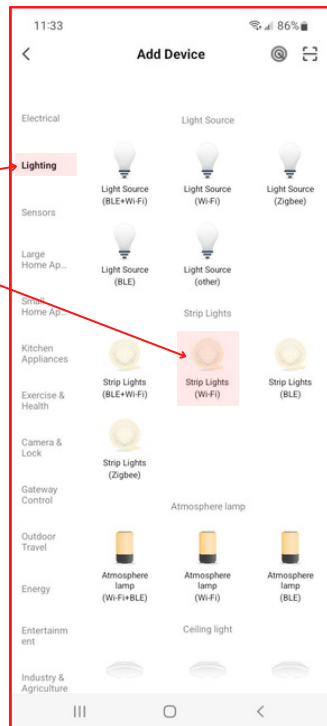 11:33
86%
Add Device
Electrical
Lighting
Sensors
Large
Home Ap...
Small
Home Ap...
Kitchen
Appliances
Exercise &
Health
Camera &
Lock
Gateway
Control
Outdoor
Travel
Energy
Entertainm
ent
Industry &
Agriculture
Light Source
Light Source
(BLE+Wi-Fi)
Light Source
(Wi-Fi)
Light Source
(Zigbee)
Light Source
(BLE)
Light Source
(other)
Strip Lights
Strip Lights
(BLE+Wi-Fi)
Strip Lights
(Wi-Fi)
Strip Lights
(BLE)
Strip Lights
(Zigbee)
Atmosphere lamp
Atmosphere
lamp
(Wi-Fi+BLE)
Atmosphere
lamp
(Wi-Fi)
Atmosphere
lamp
(BLE)
Ceiling light